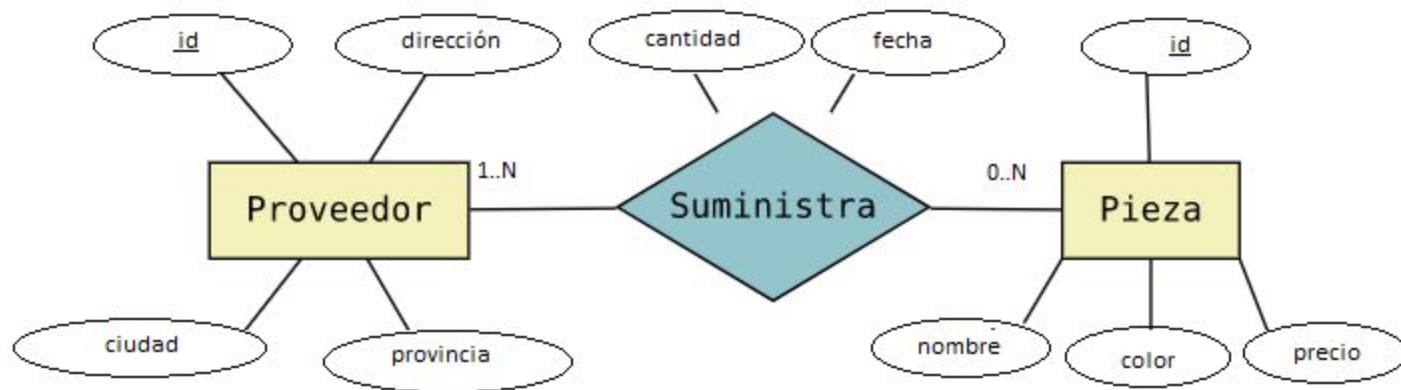 id
dirección
cantidad
fecha
id
Proveedor
1..N
Suministra
0..N
Pieza
ciudad
provincia
nombre
color
precio